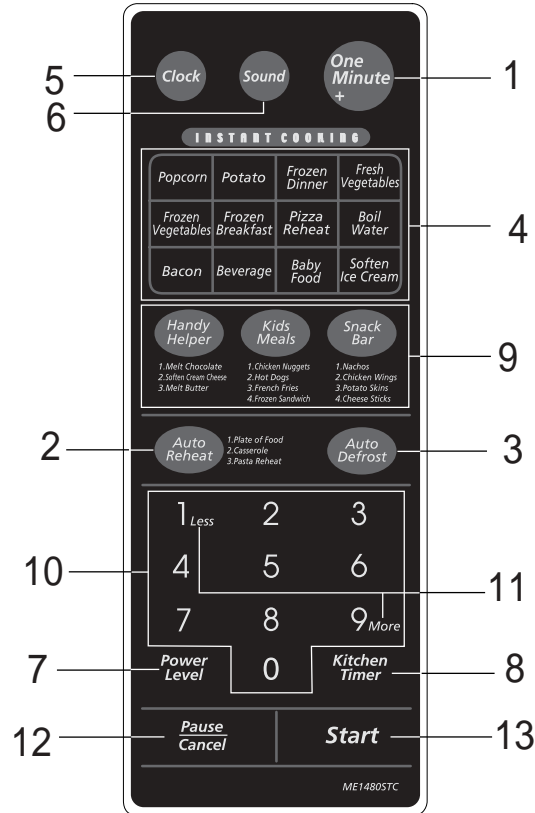 5
Clock
Sound
One
Minute
+
1
6
INSTANT COOKING
Popcorn
Potato
Frozen
Dinner
Fresh
Vegetables
Frozen
Vegetables
Frozen
Breakfast
Pizza
Reheat
Boil
Water
Bacon
Beverage
Baby
Food
Soften
Ice Cream
4
Handy
Helper
1.Melt Chocolate
2.Soften Cream Cheese
3.Melt Butter
Kids
Meals
1.Chicken Nuggets
2.Hot Dogs
3.French Fries
4.Frozen Sandwich
Snack
Bar
1.Nachos
2.Chicken Wings
3.Potato Skins
4.Cheese Sticks
9
2
Auto
Reheat
1.Plate of Food
2.Casserole
3.Pasta Reheat
Auto
Defrost
3
1 Less
2
3
10
4
5
6
11
7
8
9 More
7
Power
Level
0
Kitchen
Timer
8
12
Pause
Cancel
Start
13
ME1480STC